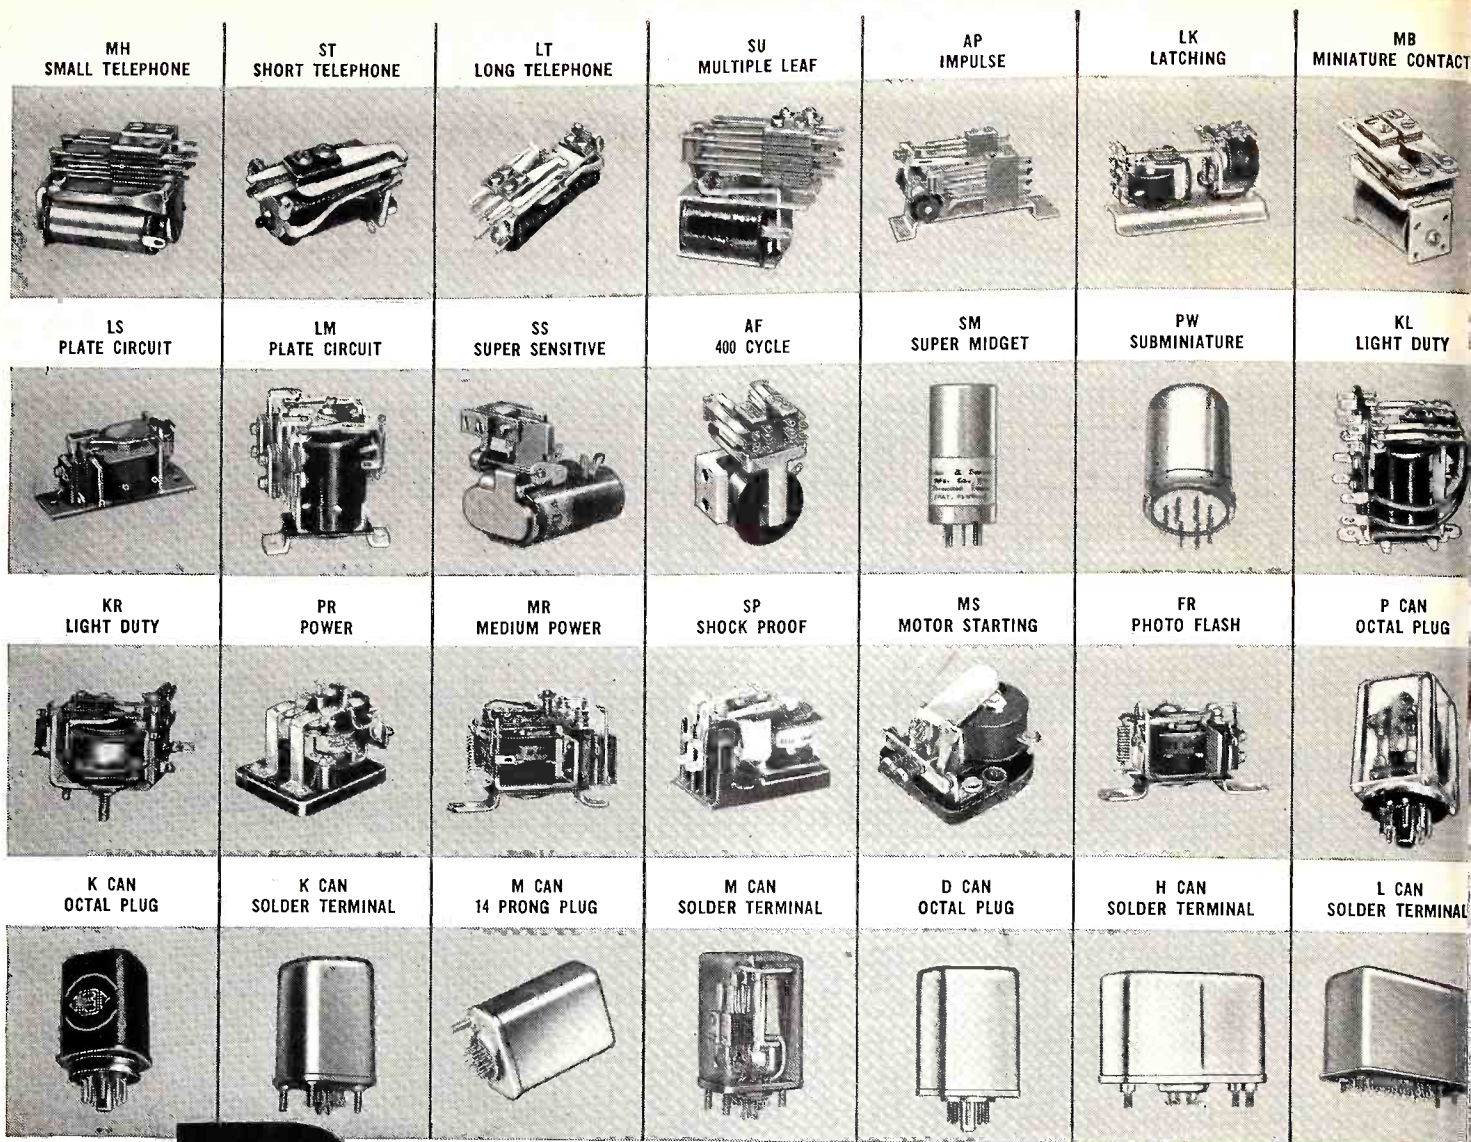 MH
SMALL TELEPHONE
ST
SHORT TELEPHONE
LT
LONG TELEPHONE
SU
MULTIPLE LEAF
AP
IMPULSE
LK
LATCHING
MB
MINIATURE CONTACT
LS
PLATE CIRCUIT
LM
PLATE CIRCUIT
SS
SUPER SENSITIVE
AF
400 CYCLE
SM
SUPER MIDGET
PW
SUBMINIATURE
KL
LIGHT DUTY
KR
LIGHT DUTY
PR
POWER
MR
MEDIUM POWER
SP
SHOCK PROOF
MS
MOTOR STARTING
FR
PHOTO FLASH
P CAN
OCTAL PLUG
K CAN
OCTAL PLUG
K CAN
SOLDER TERMINAL
M CAN
14 PRONG PLUG
M CAN
SOLDER TERMINAL
D CAN
OCTAL PLUG
H CAN
SOLDER TERMINAL
L CAN
SOLDER TERMINAL